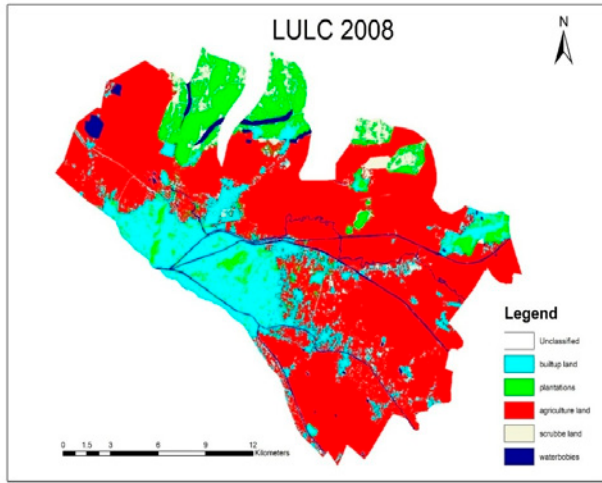 LULC 2008
N
Legend
Unclassified
builtup land
plantations
agriculture land
scrubbe land
waterbobies
0 1.5 3 6 9 12
Kilometers